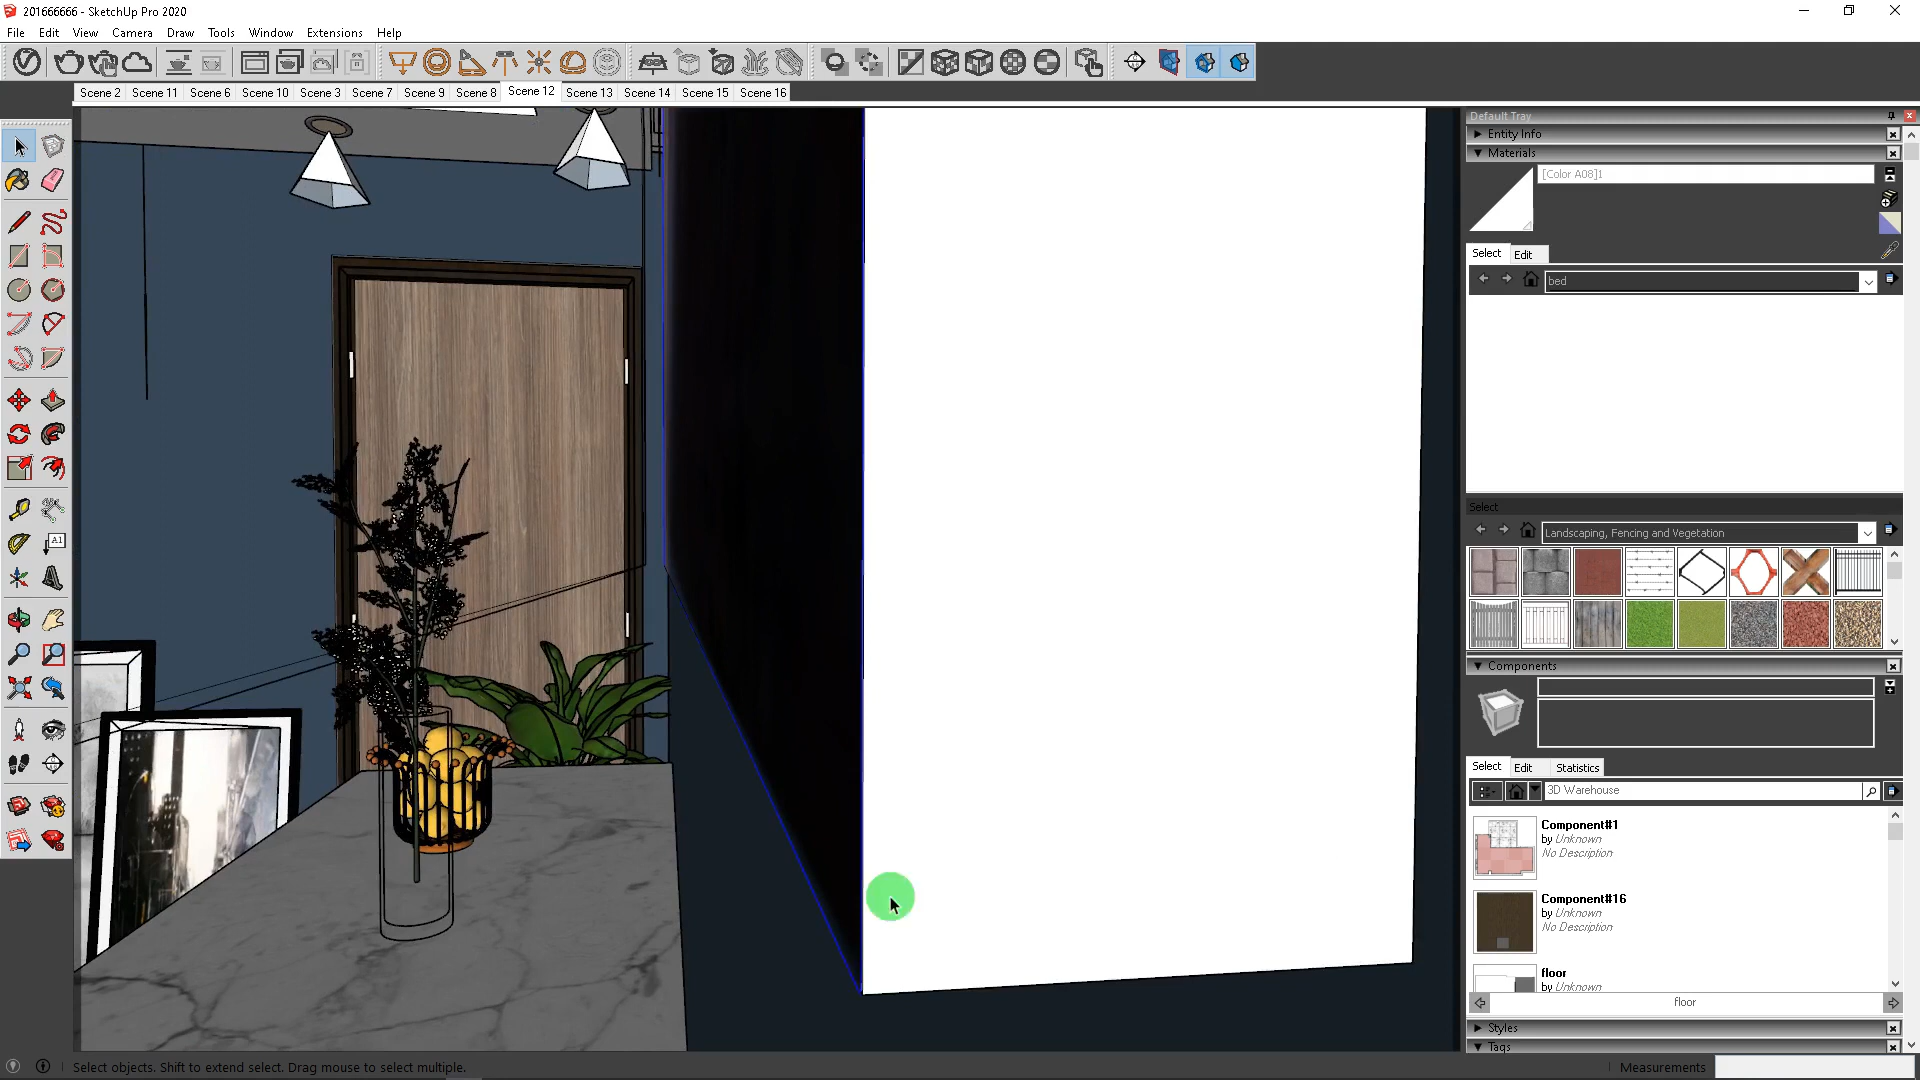 201666666 - SketchUp Pro 2020
File Edit View Camera Draw Tools Window Extensions Help
Scene 2 Scene 11 Scene 6 Scene 10 Scene 3 Scene 7 Scene 9 Scene 8 Scene 12 Scene 13 Scene 14 Scene 15 Scene 16
Default Tray
Entity Info
Materials
[Color A08]1
Select Edit
bed
Select
Landscaping, Fencing and Vegetation
Components
Select Edit Statistics
3D Warehouse
Component#1
by Unknown
No Description
Component#16
by Unknown
No Description
floor
by Unknown
floor
Styles
Tags
A1
Select objects. Shift to extend select. Drag mouse to select multiple.
Measurements